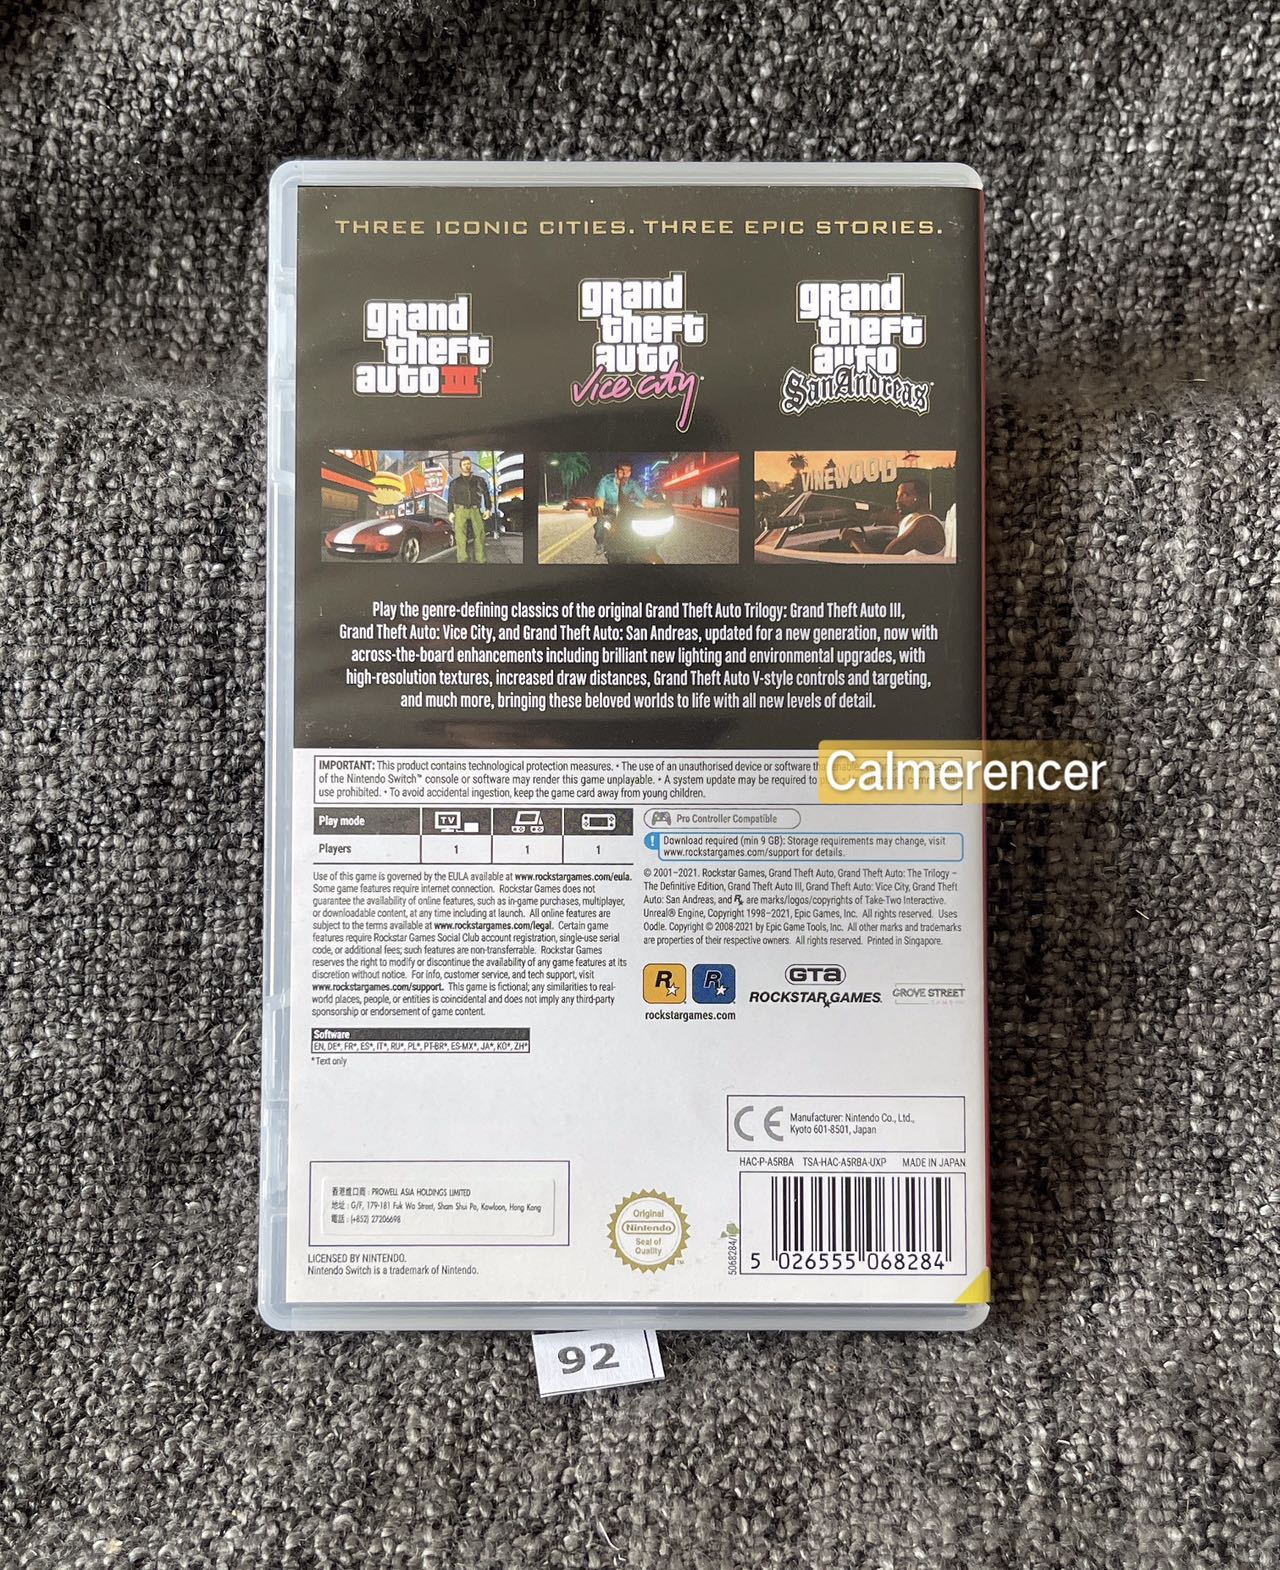 THREE ICONIC CITIES. THREE EPIC STORIES.
grand
theft
auto III
grand
theft
auto
vice city
grand
theft
auto
San Andreas
VINEWOOD
Play the genre-defining classics of the original Grand Theft Auto Trilogy: Grand Theft Auto III,
Grand Theft Auto: Vice City, and Grand Theft Auto: San Andreas, updated for a new generation, now with
across-the-board enhancements including brilliant new lighting and environmental upgrades, with
high-resolution textures, increased draw distances, Grand Theft Auto V-style controls and targeting,
and much more, bringing these beloved worlds to life with all new levels of detail.
IMPORTANT: This product contains technological protection measures. • The use of an unauthorised device or software
of the Nintendo Switch™ console or software may render this game unplayable. • A system update may be required to
use prohibited. • To avoid accidental ingestion, keep the game card away from young children.
Calmerencer
Play mode
TV
Players 1 1 1
Pro Controller Compatible
! Download required (min 9 GB): Storage requirements may change, visit
www.rockstargames.com/support for details.
Use of this game is governed by the EULA available at www.rockstargames.com/eula.
Some game features require internet connection. Rockstar Games does not
guarantee the availability of online features, such as in-game purchases, multiplayer,
or downloadable content, at any time including at launch. All online features are
subject to the terms available at www.rockstargames.com/legal. Certain game
features require Rockstar Games Social Club account registration, single-use serial
code, or additional fees; such features are non-transferrable. Rockstar Games
reserves the right to modify or discontinue the availability of any game features at its
discretion without notice. For info, customer service, and tech support, visit
www.rockstargames.com/support. This game is fictional; any similarities to real-
world places, people, or entities is coincidental and does not imply any third-party
sponsorship or endorsement of game content.
© 2001-2021. Rockstar Games, Grand Theft Auto, Grand Theft Auto: The Trilogy –
The Definitive Edition, Grand Theft Auto III, Grand Theft Auto: Vice City, Grand Theft
Auto: San Andreas, and R* are marks/logos/copyrights of Take-Two Interactive.
Unreal® Engine, Copyright 1998-2021, Epic Games, Inc. All rights reserved. Uses
Oodle. Copyright © 2008-2021 by Epic Game Tools, Inc. All other marks and trademarks
are properties of their respective owners. All rights reserved. Printed in Singapore.
R R
rockstargames.com
GTA
ROCKSTAR GAMES.
GROVE STREET
Software
EN, DE*, FR*, ES*, IT*, RU*, PL*, PT-BR*, ES-MX*, JA*, KO*, ZH*
*Text only
CE
Manufacturer: Nintendo Co., Ltd.,
Kyoto 601-8501, Japan
HAC-P-A5RBA TSA-HAC-A5RBA-UXP MADE IN JAPAN
香港進口商 : PROWELL ASIA HOLDINGS LIMITED
地址 : G/F, 179-181 Fuk Wa Street, Sham Shui Po, Kowloon, Hong Kong
電話 : (+852) 27206698
LICENSED BY NINTENDO.
Nintendo Switch is a trademark of Nintendo.
Original
Nintendo
Seal of
Quality
TM
5 026555 068284
92